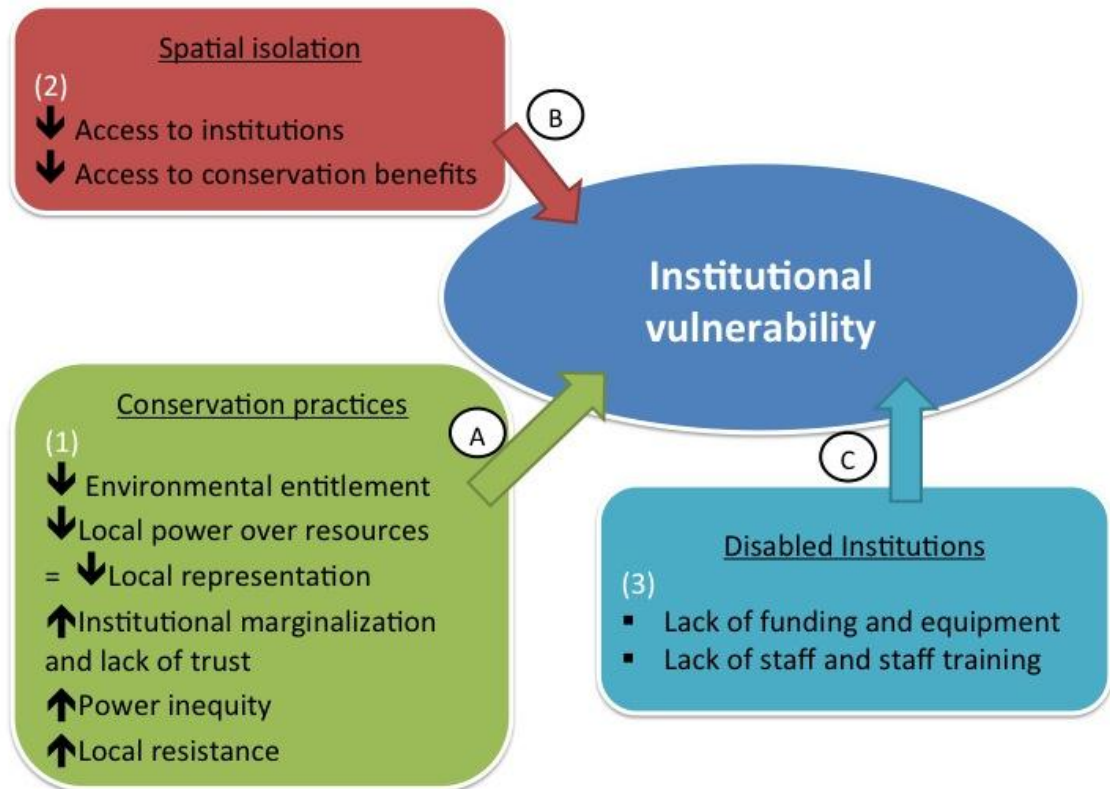 Spatial isolation
(2)
🡫 Access to institutions
🡫 Access to conservation benefits
B
Institutional
vulnerability
Conservation practices
(1)
🡫 Environmental entitlement
🡫Local power over resources
= 🡫Local representation
🡩Institutional marginalization
and lack of trust
🡩Power inequity
🡩Local resistance
A
C
Disabled Institutions
(3)
▪ Lack of funding and equipment
▪ Lack of staff and staff training